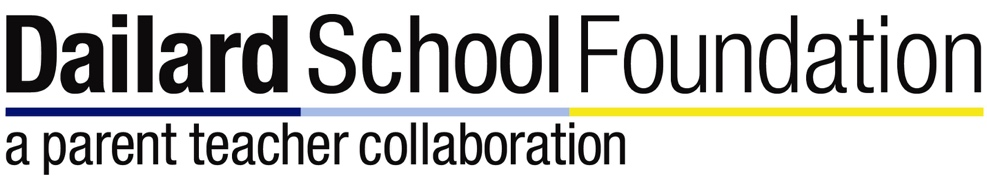 Dailard School Foundation
a parent teacher collaboration